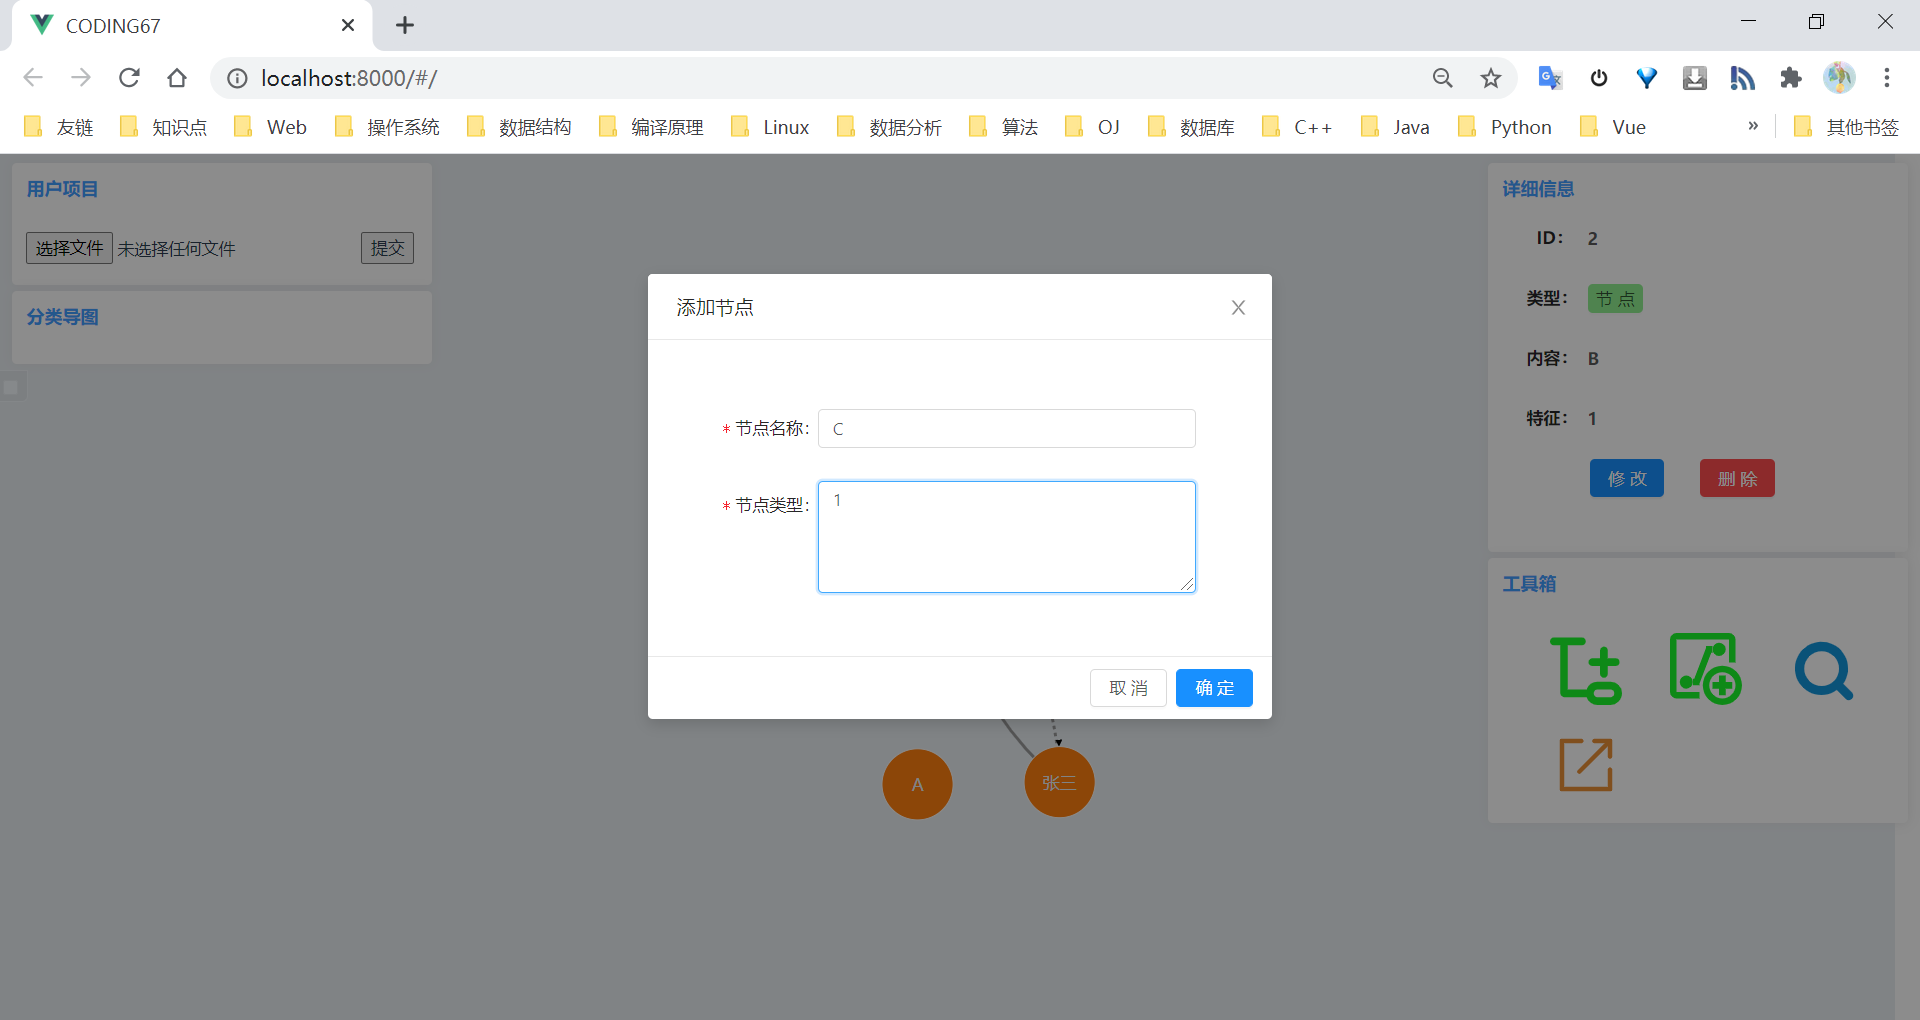 CODING67
localhost:8000/#/
友链 知识点 Web 操作系统 数据结构 编译原理 Linux 数据分析 算法 OJ 数据库 C++ Java Python Vue » 其他书签
用户项目
选择文件 未选择任何文件 提交
分类导图
添加节点
* 节点名称: C
* 节点类型: 1
取 消 确 定
A
张三
详细信息
ID: 2
类型: 节 点
内容: B
特征: 1
修 改 删 除
工具箱